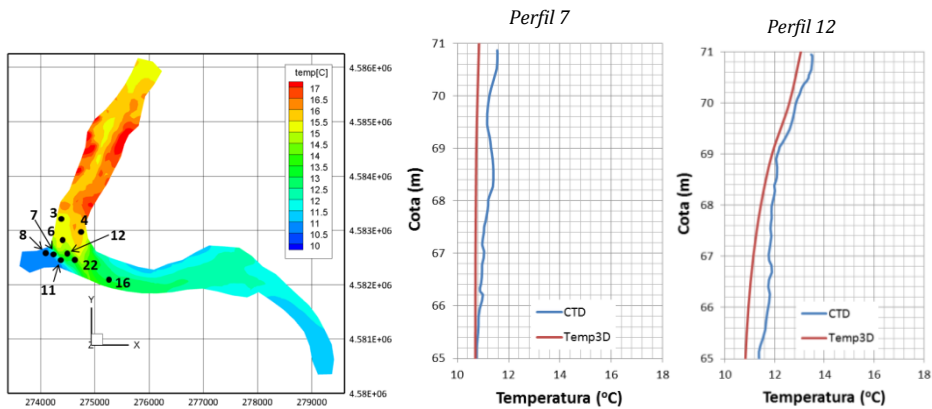 Perfil 7
Perfil 12
temp[C]
17
16.5
16
15.5
15
14.5
14
13.5
13
12.5
12
11.5
11
10.5
10
4.586E+06
4.585E+06
4.584E+06
4.583E+06
4.582E+06
4.581E+06
4.58E+06
3
4
7
6
12
8
22
16
11
Y
Z
X
274000
275000
276000
277000
278000
279000
Cota (m)
71
70
69
68
67
66
65
CTD
Temp3D
10
12
14
16
18
Temperatura (ºC)
Cota (m)
71
70
69
68
67
66
65
CTD
Temp3D
10
12
14
16
18
Temperatura (ºC)